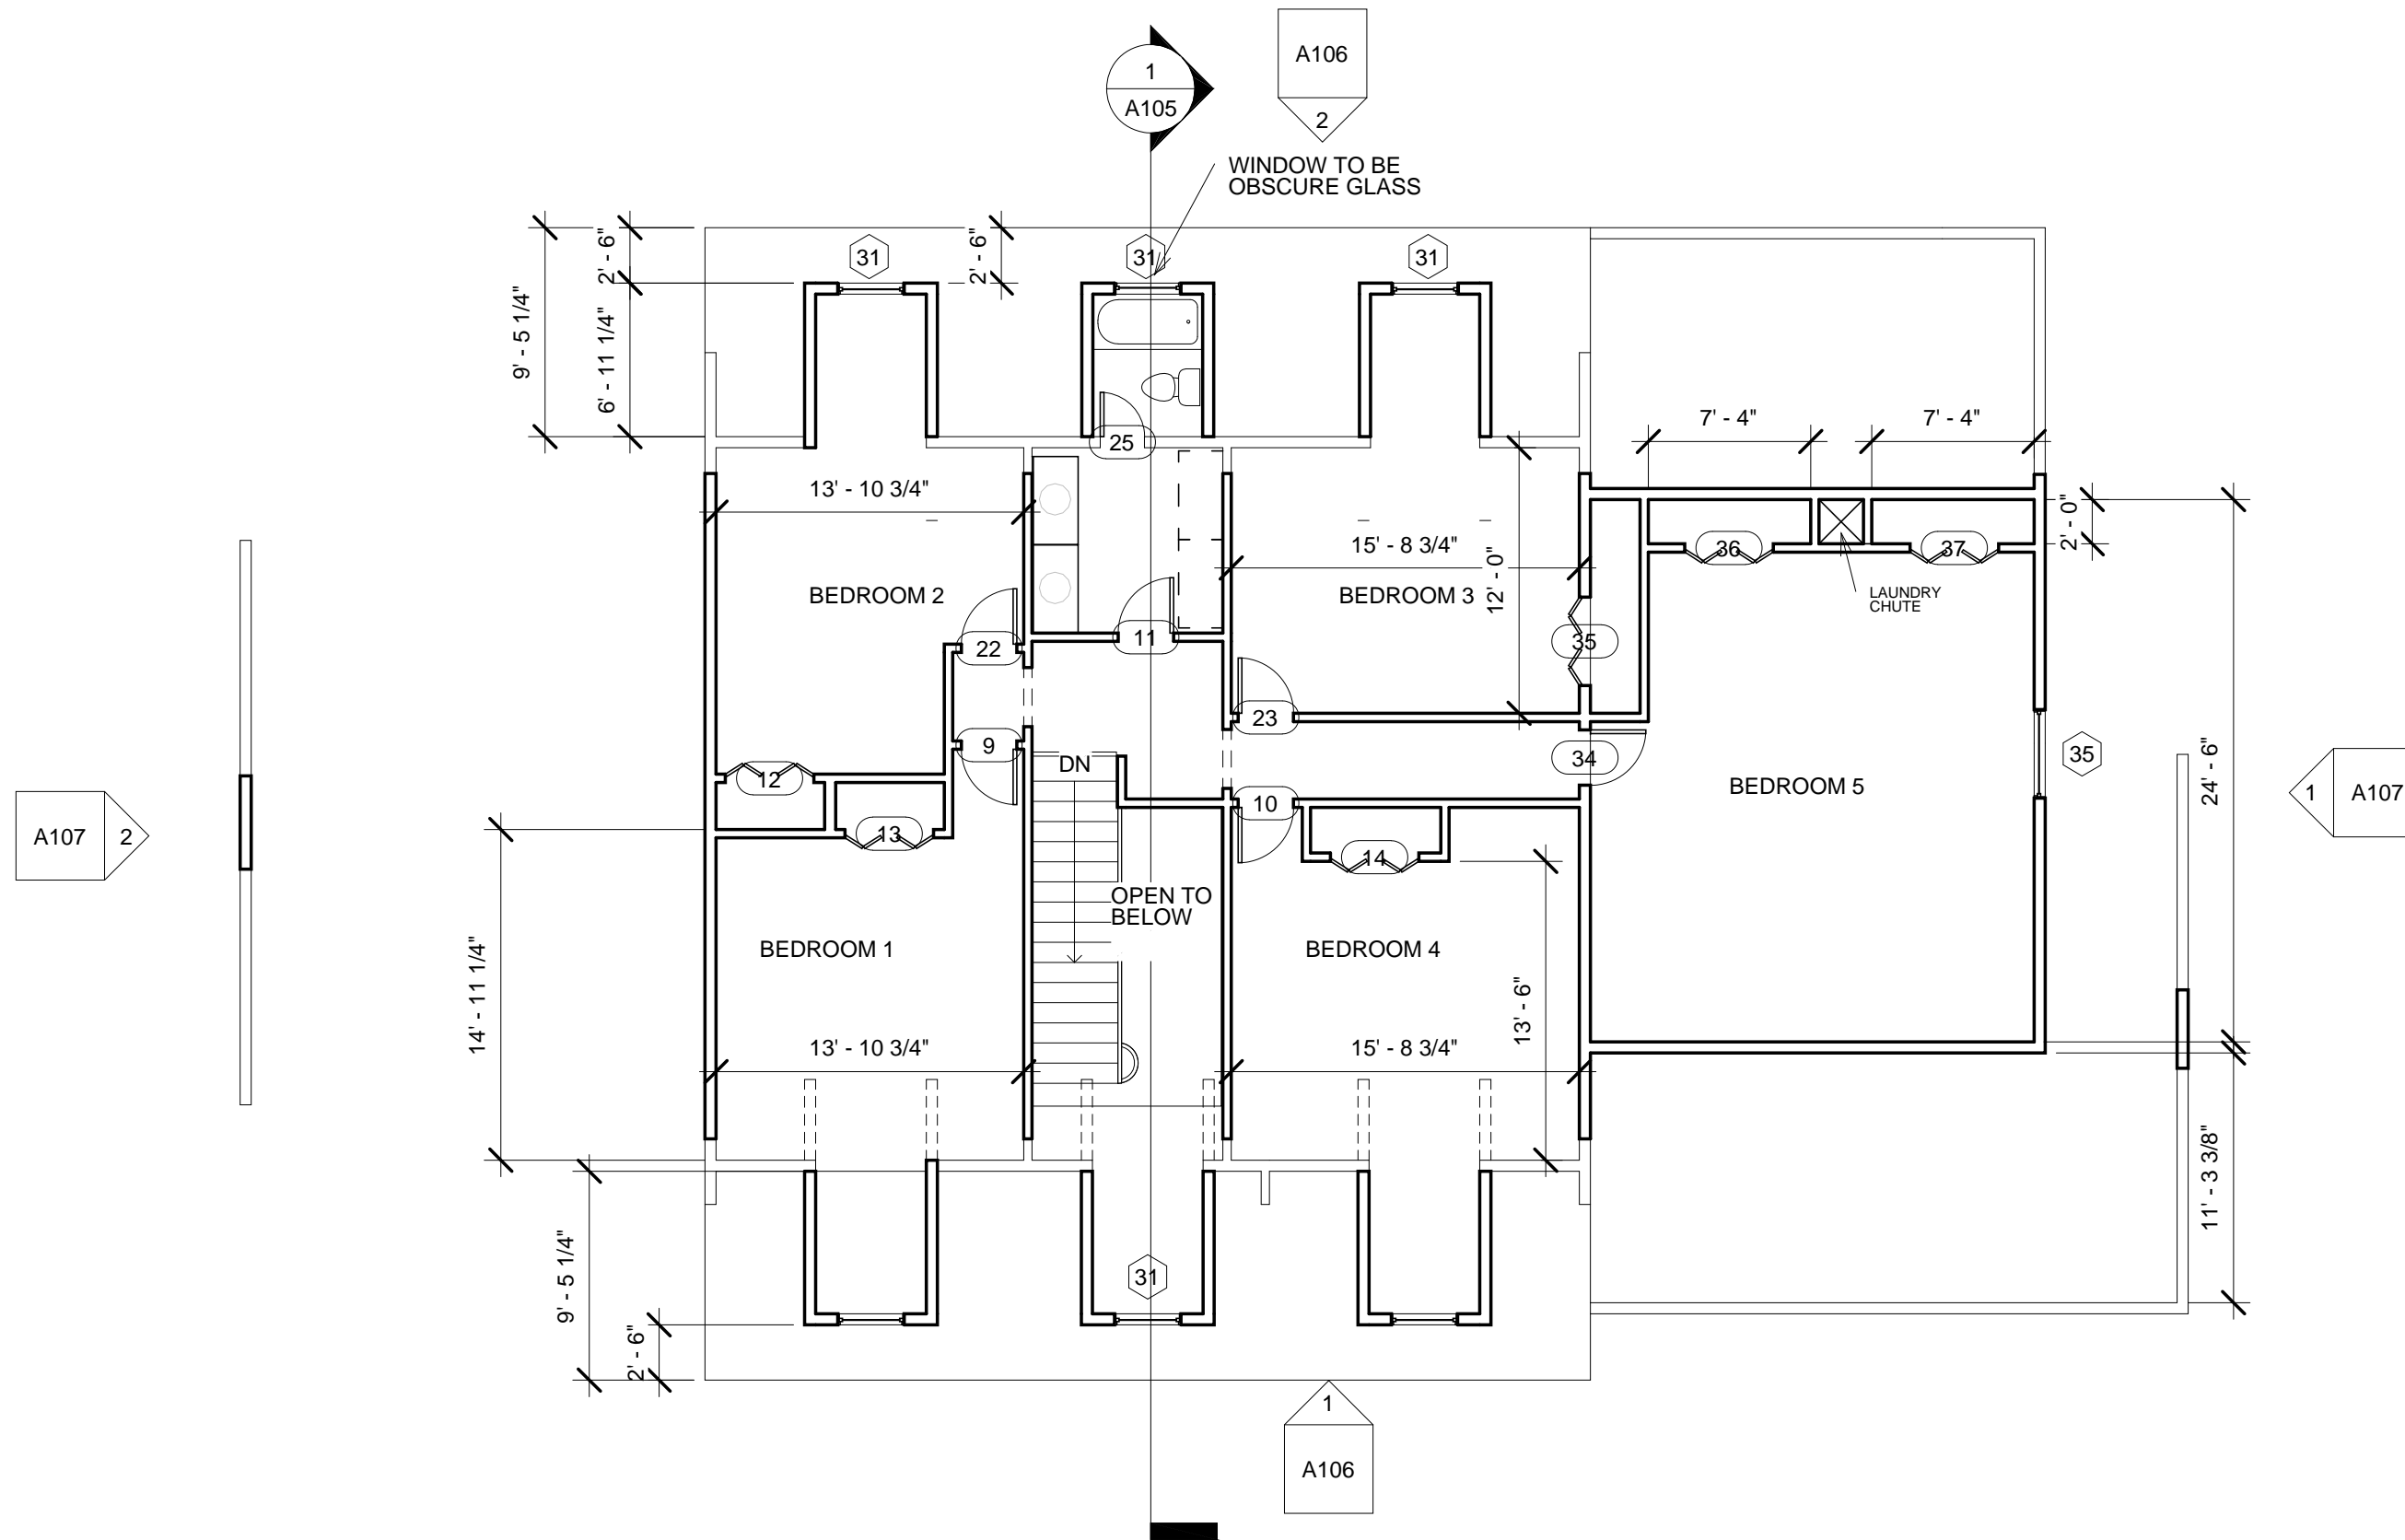 A106
1
A105
2
WINDOW TO BE
OBSCURE GLASS
2' - 6"
2' - 6"
31
31
31
9' - 5 1/4"
6' - 11 1/4"
7' - 4"
7' - 4"
25
13' - 10 3/4"
15' - 8 3/4"
12' - 0"
2' - 0"
36
37
BEDROOM 2
BEDROOM 3
LAUNDRY
CHUTE
22
11
35
23
9
34
35
DN
12
10
BEDROOM 5
24' - 6"
1
A107
A107
2
13
14
OPEN TO
BELOW
BEDROOM 1
BEDROOM 4
14' - 11 1/4"
13' - 6"
13' - 10 3/4"
15' - 8 3/4"
11' - 3 3/8"
9' - 5 1/4"
31
2' - 6"
1
A106